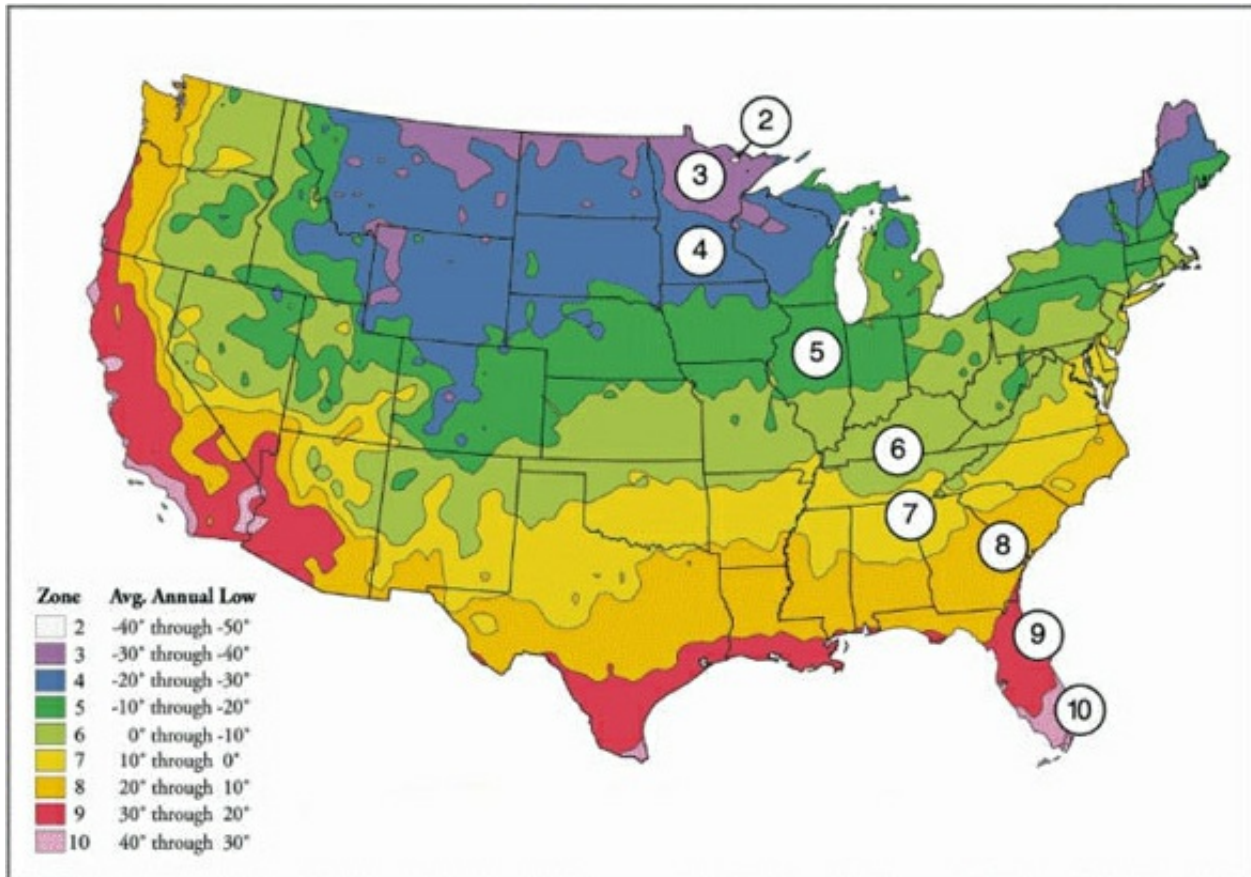 2
3
4
5
6
7
8
9
10
Zone Avg. Annual Low
2 -40° through -50°
3 -30° through -40°
4 -20° through -30°
5 -10° through -20°
6 0° through -10°
7 10° through 0°
8 20° through 10°
9 30° through 20°
10 40° through 30°